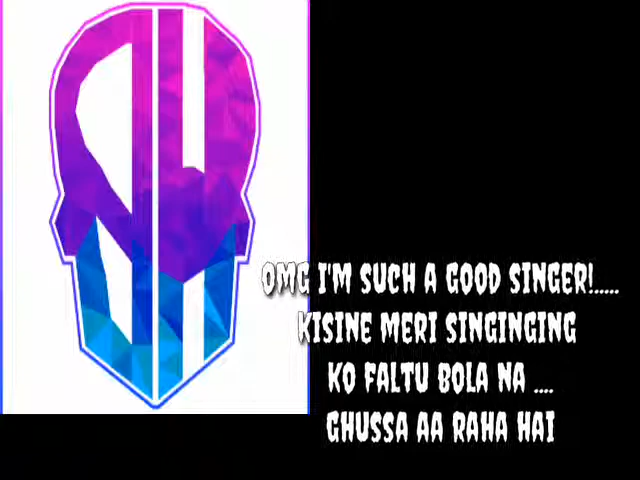 OMG I'M SUCH A GOOD SINGER!.....
KISINE MERI SINGINGING
KO FALTU BOLA NA ....
GHUSSA AA RAHA HAI